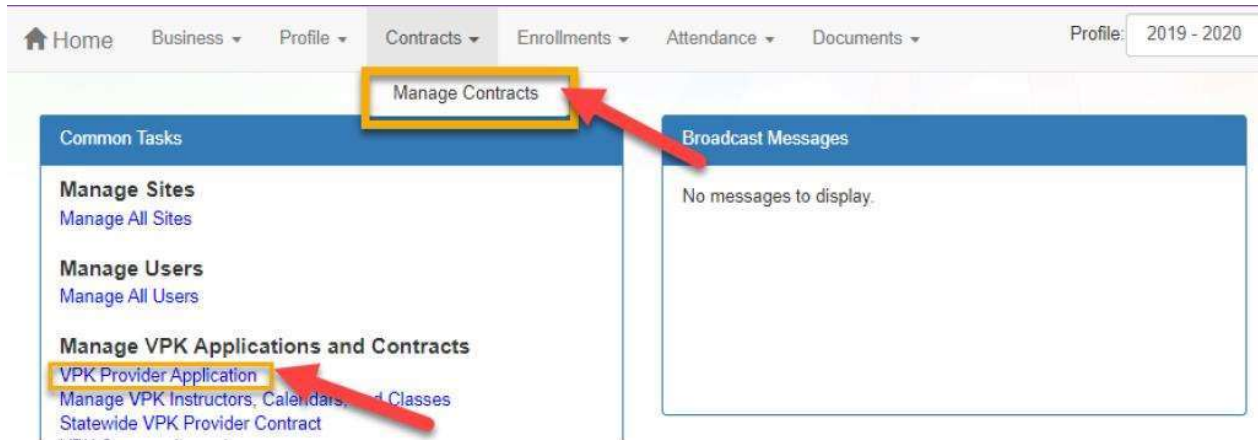 Home Business Profile Contracts Enrollments Attendance Documents Profile: 2019 - 2020
Manage Contracts
Common Tasks
Broadcast Messages
Manage Sites
Manage All Sites
No messages to display.
Manage Users
Manage All Users
Manage VPK Applications and Contracts
VPK Provider Application
Manage VPK Instructors, Calendars, and Classes
Statewide VPK Provider Contract